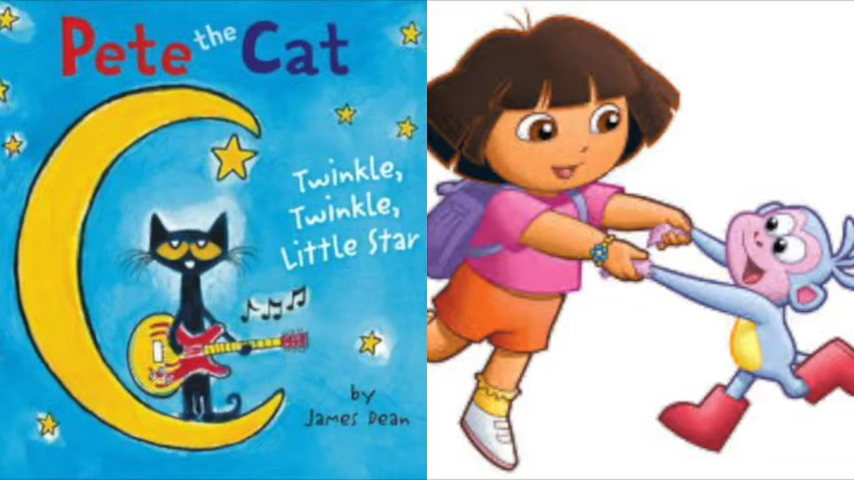 Pete the Cat
Twinkle,
Twinkle,
Little Star
by
James Dean